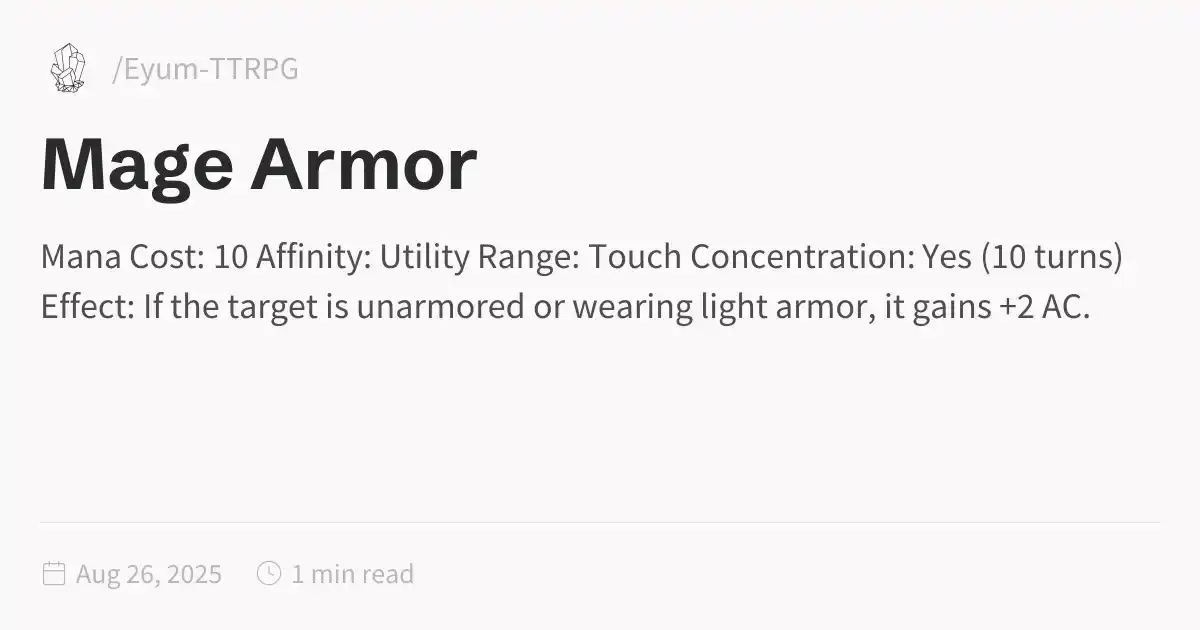 /Eyum-TTRPG
Mage Armor
Mana Cost: 10 Affinity: Utility Range: Touch Concentration: Yes (10 turns)
Effect: If the target is unarmored or wearing light armor, it gains +2 AC.
Aug 26, 2025 1 min read